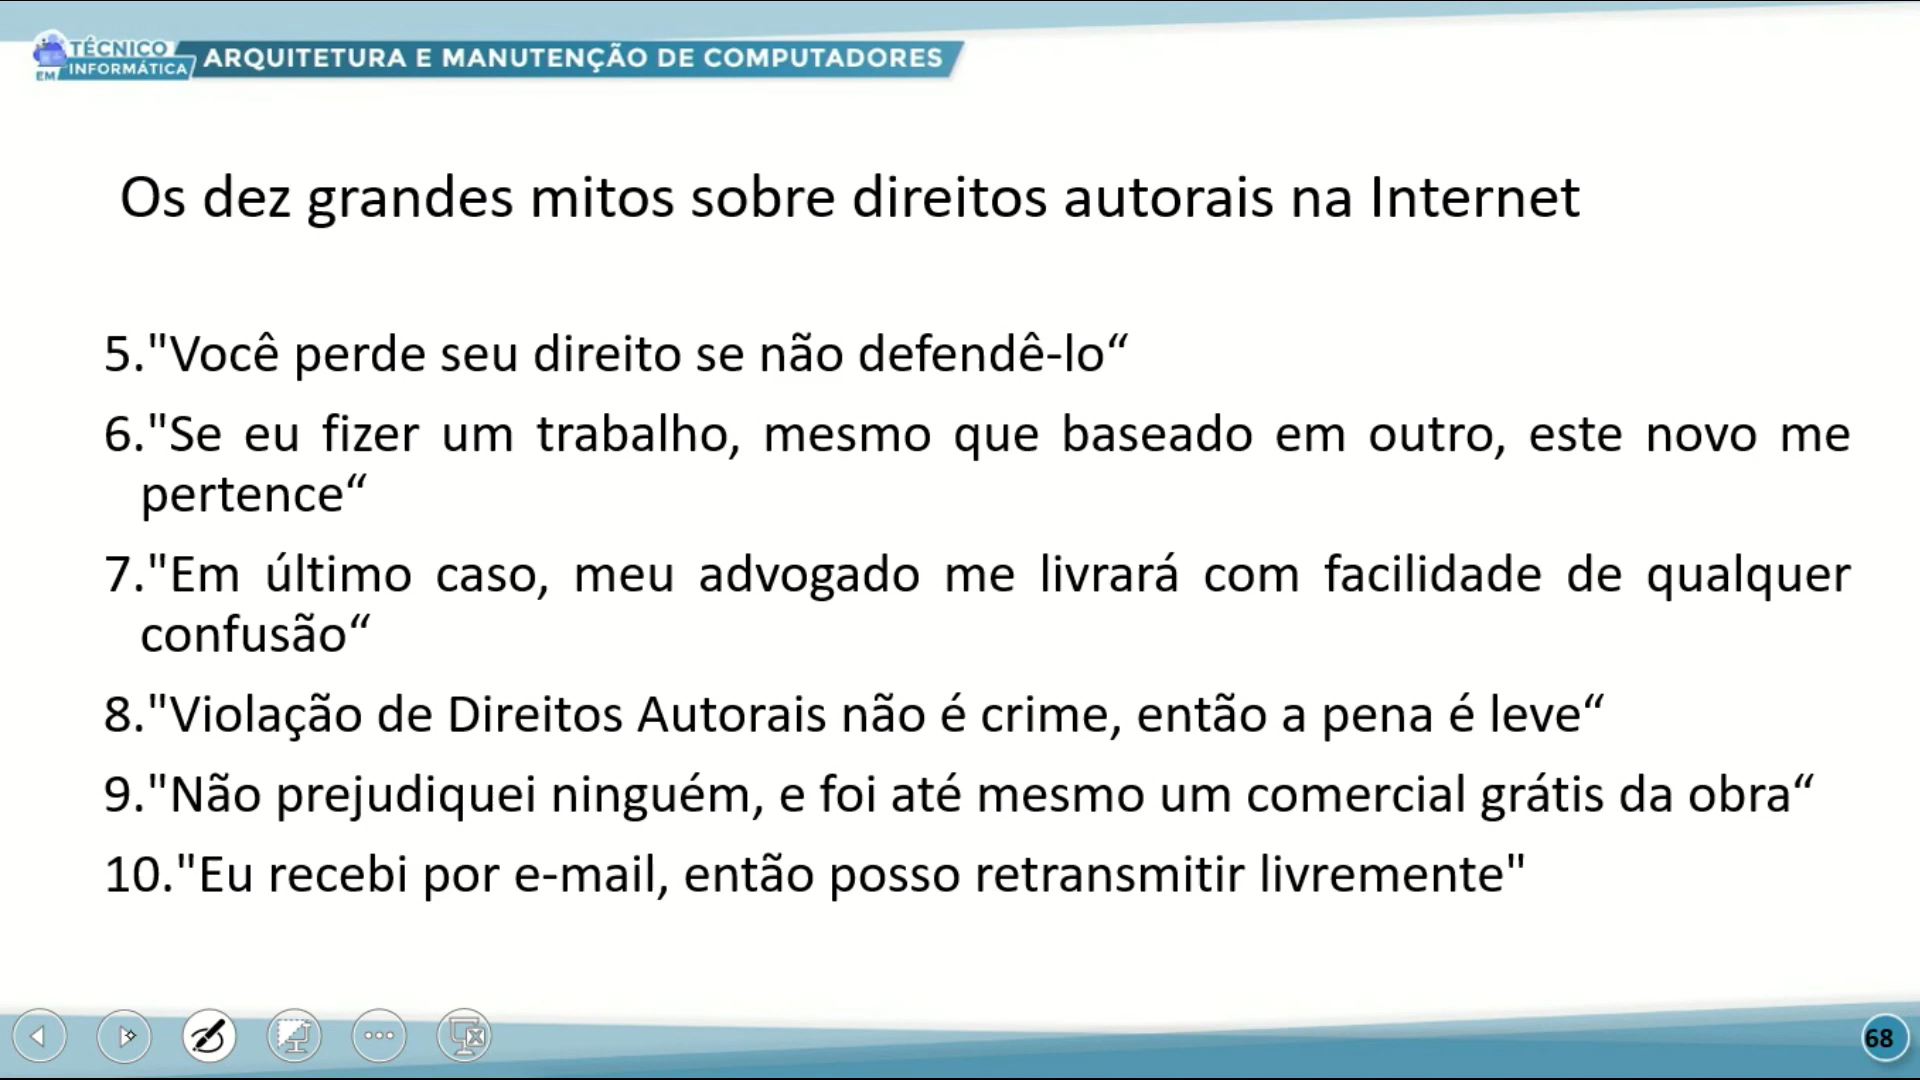 TÉCNICO
EM INFORMÁTICA
ARQUITETURA E MANUTENÇÃO DE COMPUTADORES
Os dez grandes mitos sobre direitos autorais na Internet
5."Você perde seu direito se não defendê-lo“
6."Se eu fizer um trabalho, mesmo que baseado em outro, este novo me
pertence“
7."Em último caso, meu advogado me livrará com facilidade de qualquer
confusão“
8."Violação de Direitos Autorais não é crime, então a pena é leve“
9."Não prejudiquei ninguém, e foi até mesmo um comercial grátis da obra“
10."Eu recebi por e-mail, então posso retransmitir livremente"
68